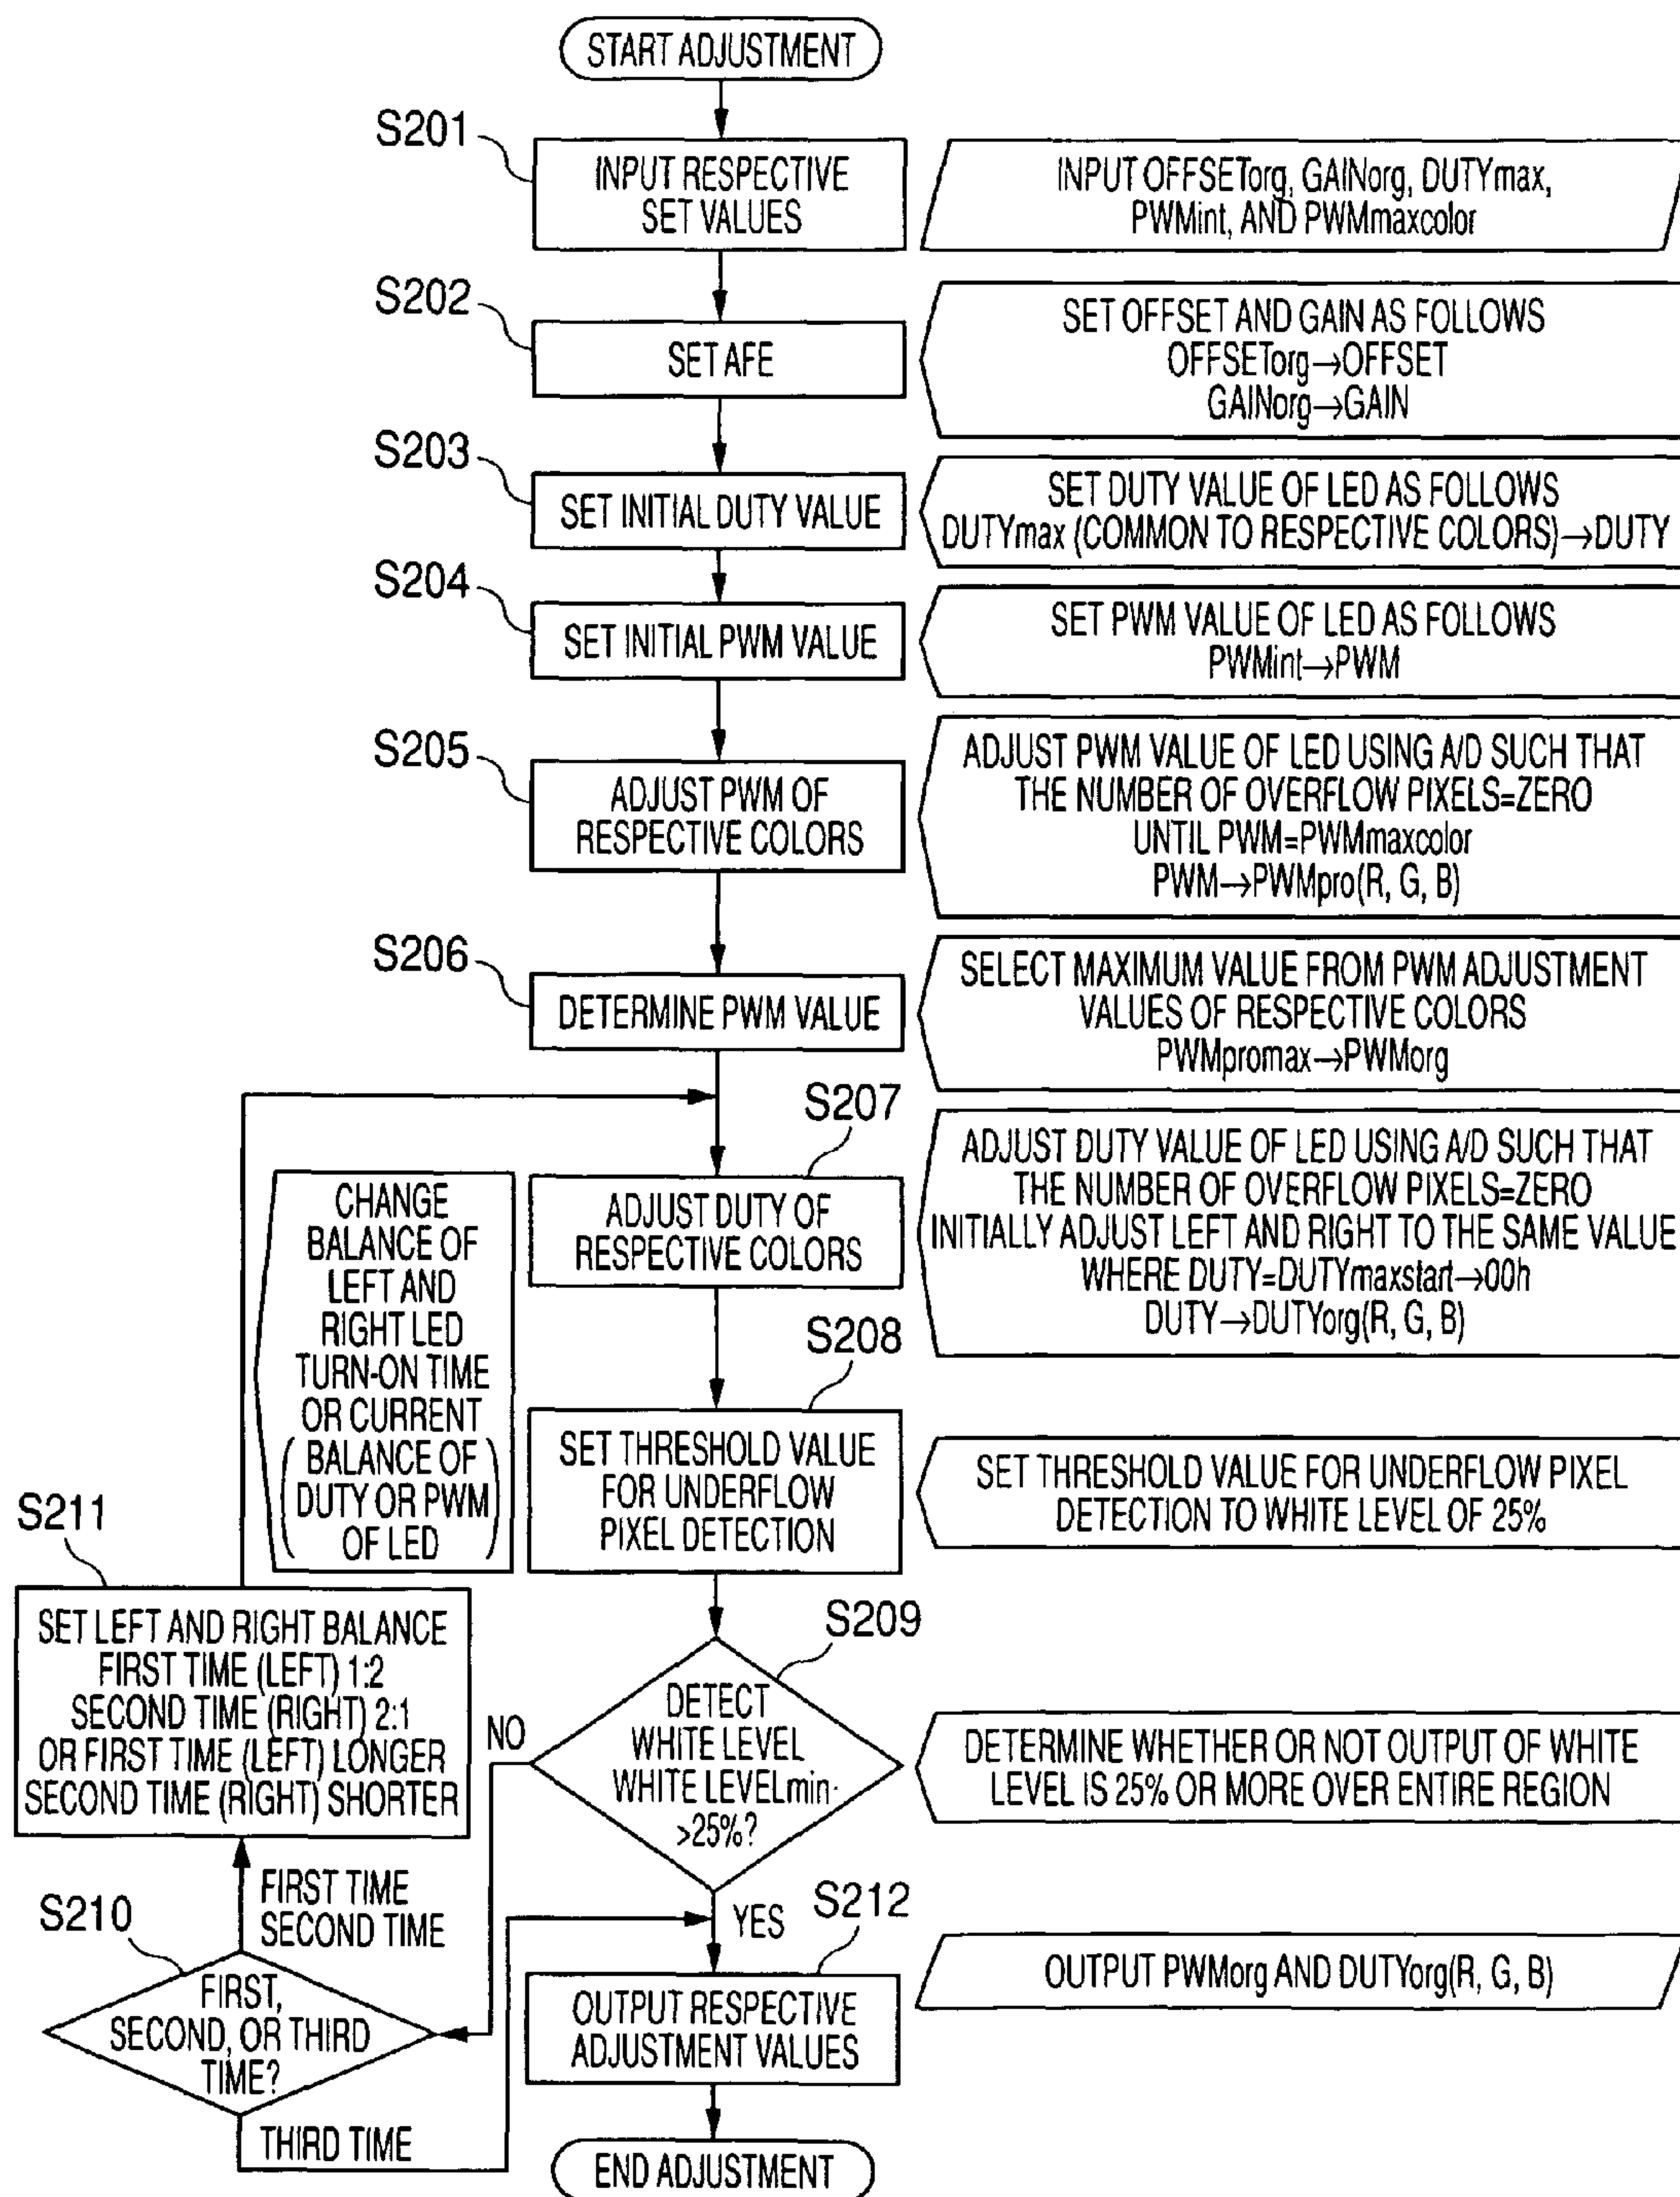 START ADJUSTMENT
S201
INPUT RESPECTIVE
SET VALUES
INPUT OFFSETorg, GAINorg, DUTYmax,
PWMint, AND PWMmaxcolor
S202
SET AFE
SET OFFSET AND GAIN AS FOLLOWS
OFFSETorg→OFFSET
GAINorg→GAIN
S203
SET INITIAL DUTY VALUE
SET DUTY VALUE OF LED AS FOLLOWS
DUTYmax (COMMON TO RESPECTIVE COLORS)→DUTY
S204
SET INITIAL PWM VALUE
SET PWM VALUE OF LED AS FOLLOWS
PWMint→PWM
S205
ADJUST PWM OF
RESPECTIVE COLORS
ADJUST PWM VALUE OF LED USING A/D SUCH THAT
THE NUMBER OF OVERFLOW PIXELS=ZERO
UNTIL PWM=PWMmaxcolor
PWM→PWMpro(R, G, B)
S206
DETERMINE PWM VALUE
SELECT MAXIMUM VALUE FROM PWM ADJUSTMENT
VALUES OF RESPECTIVE COLORS
PWMpromax→PWMorg
S207
ADJUST DUTY OF
RESPECTIVE COLORS
ADJUST DUTY VALUE OF LED USING A/D SUCH THAT
THE NUMBER OF OVERFLOW PIXELS=ZERO
INITIALLY ADJUST LEFT AND RIGHT TO THE SAME VALUE
WHERE DUTY=DUTYmaxstart→00h
DUTY→DUTYorg(R, G, B)
CHANGE
BALANCE OF
LEFT AND
RIGHT LED
TURN-ON TIME
OR CURRENT
(BALANCE OF
DUTY OR PWM
OF LED)
S208
SET THRESHOLD VALUE
FOR UNDERFLOW
PIXEL DETECTION
SET THRESHOLD VALUE FOR UNDERFLOW PIXEL
DETECTION TO WHITE LEVEL OF 25%
S211
SET LEFT AND RIGHT BALANCE
FIRST TIME (LEFT) 1:2
SECOND TIME (RIGHT) 2:1
OR FIRST TIME (LEFT) LONGER
SECOND TIME (RIGHT) SHORTER
S209
DETECT
WHITE LEVEL
WHITE LEVELmin
>25%?
NO
DETERMINE WHETHER OR NOT OUTPUT OF WHITE
LEVEL IS 25% OR MORE OVER ENTIRE REGION
S210
FIRST TIME
SECOND TIME
FIRST,
SECOND, OR THIRD
TIME?
THIRD TIME
YES
S212
OUTPUT RESPECTIVE
ADJUSTMENT VALUES
OUTPUT PWMorg AND DUTYorg(R, G, B)
END ADJUSTMENT